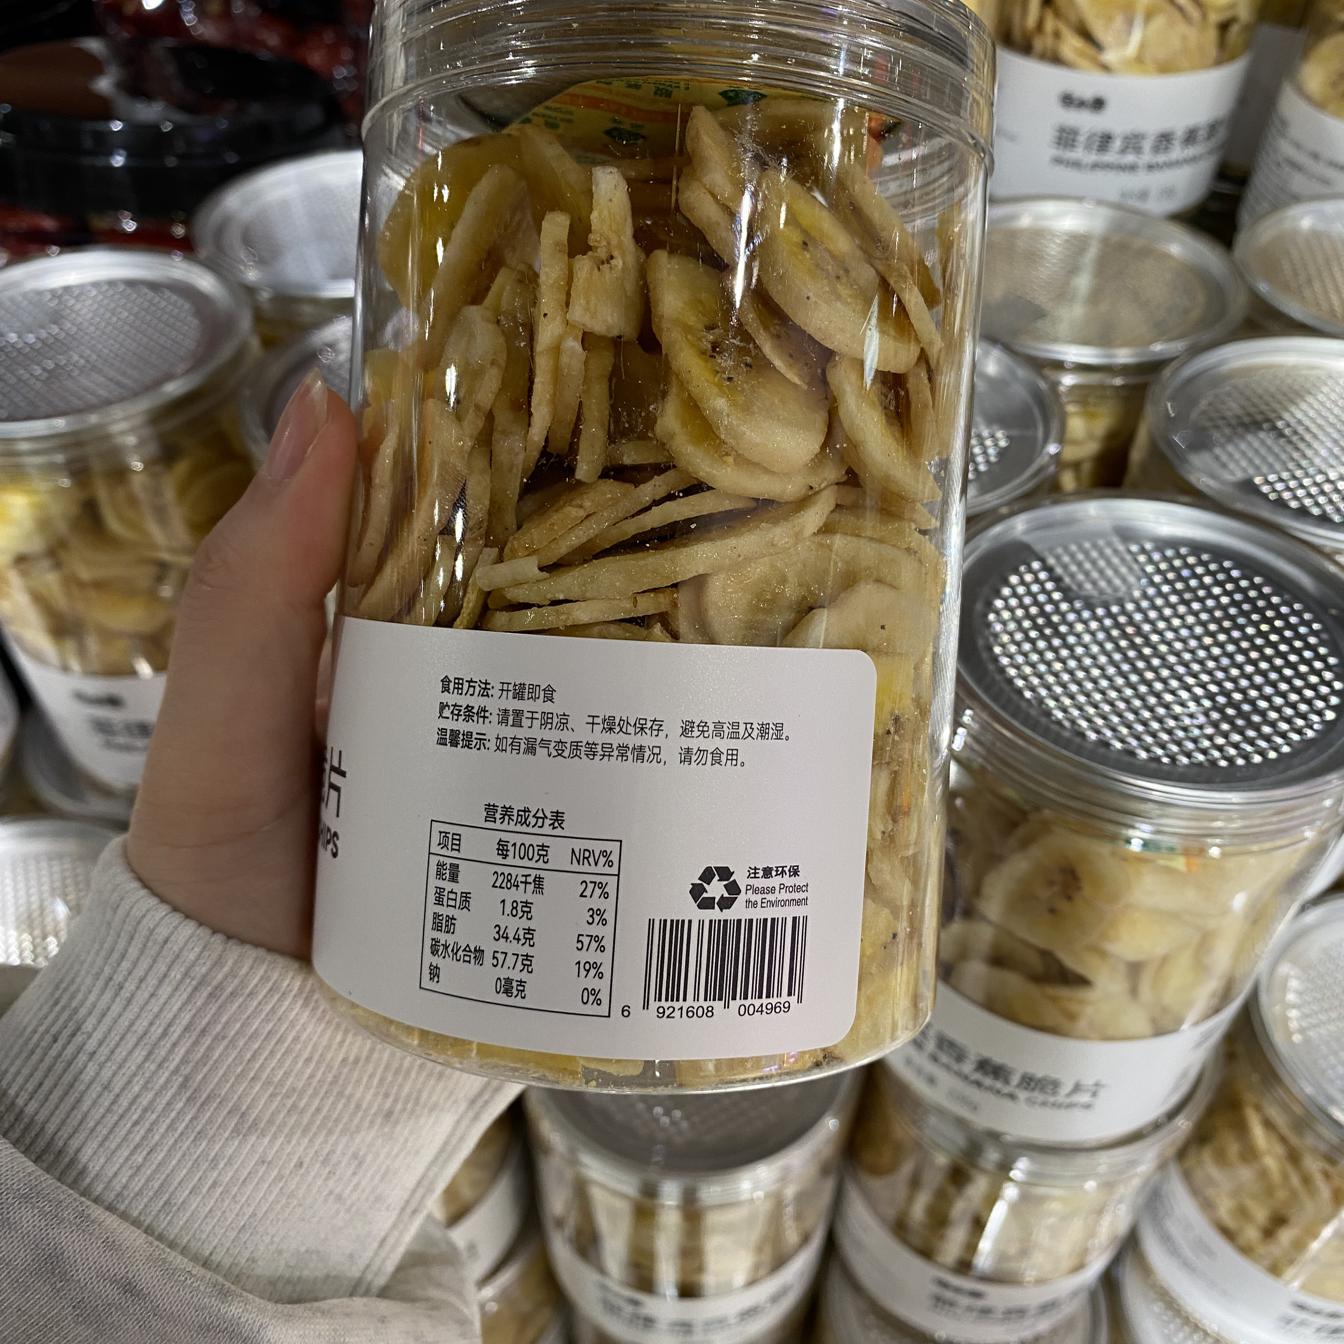 食用方法: 开罐即食
贮存条件: 请置于阴凉、干燥处保存，避免高温及潮湿。
温馨提示: 如有漏气变质等异常情况，请勿食用。
片
营养成分表
项目 每100克 NRV%
能量 2284千焦 27%
蛋白质 1.8克 3%
脂肪 34.4克 57%
碳水化合物 57.7克 19%
钠 0毫克 0%
注意环保
Please Protect
the Environment
6 921608 004969
菲律宾香蕉
香蕉脆片
BANANA CHIPS